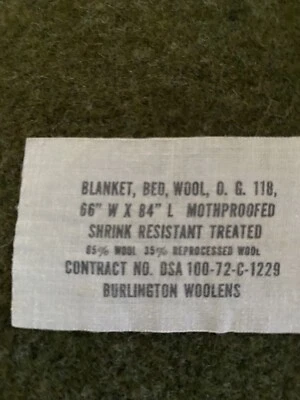 BLANKET, BED, WOOL, O. G. 118,
66" W X 84" L MOTHPROOFED
SHRINK RESISTANT TREATED
65% WOOL 35% REPROCESSED WOOL
CONTRACT NO. DSA 100-72-C-1229
BURLINGTON WOOLENS